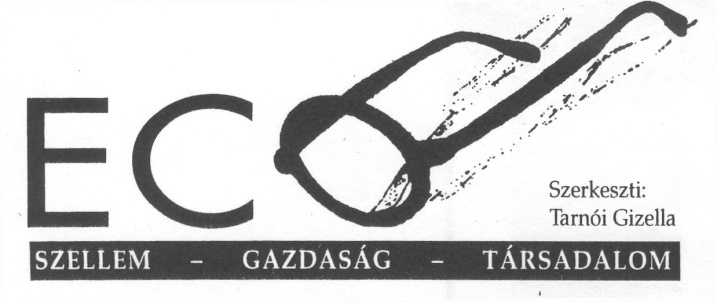 ECO
Szerkeszti:
Tarnói Gizella
SZELLEM – GAZDASÁG – TÁRSADALOM